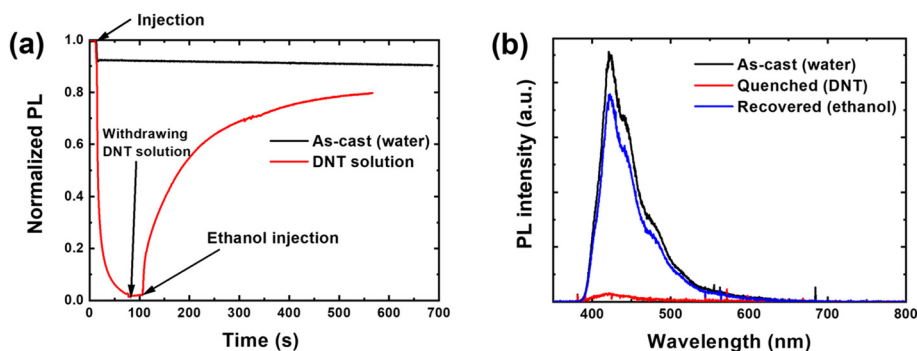 (a)
Injection
1.0
0.8
0.6
0.4
0.2
0.0
Normalized PL
Withdrawing
DNT solution
As-cast (water)
DNT solution
Ethanol injection
0 100 200 300 400 500 600 700
Time (s)
(b)
As-cast (water)
Quenched (DNT)
Recovered (ethanol)
PL intensity (a.u.)
400 500 600 700 800
Wavelength (nm)